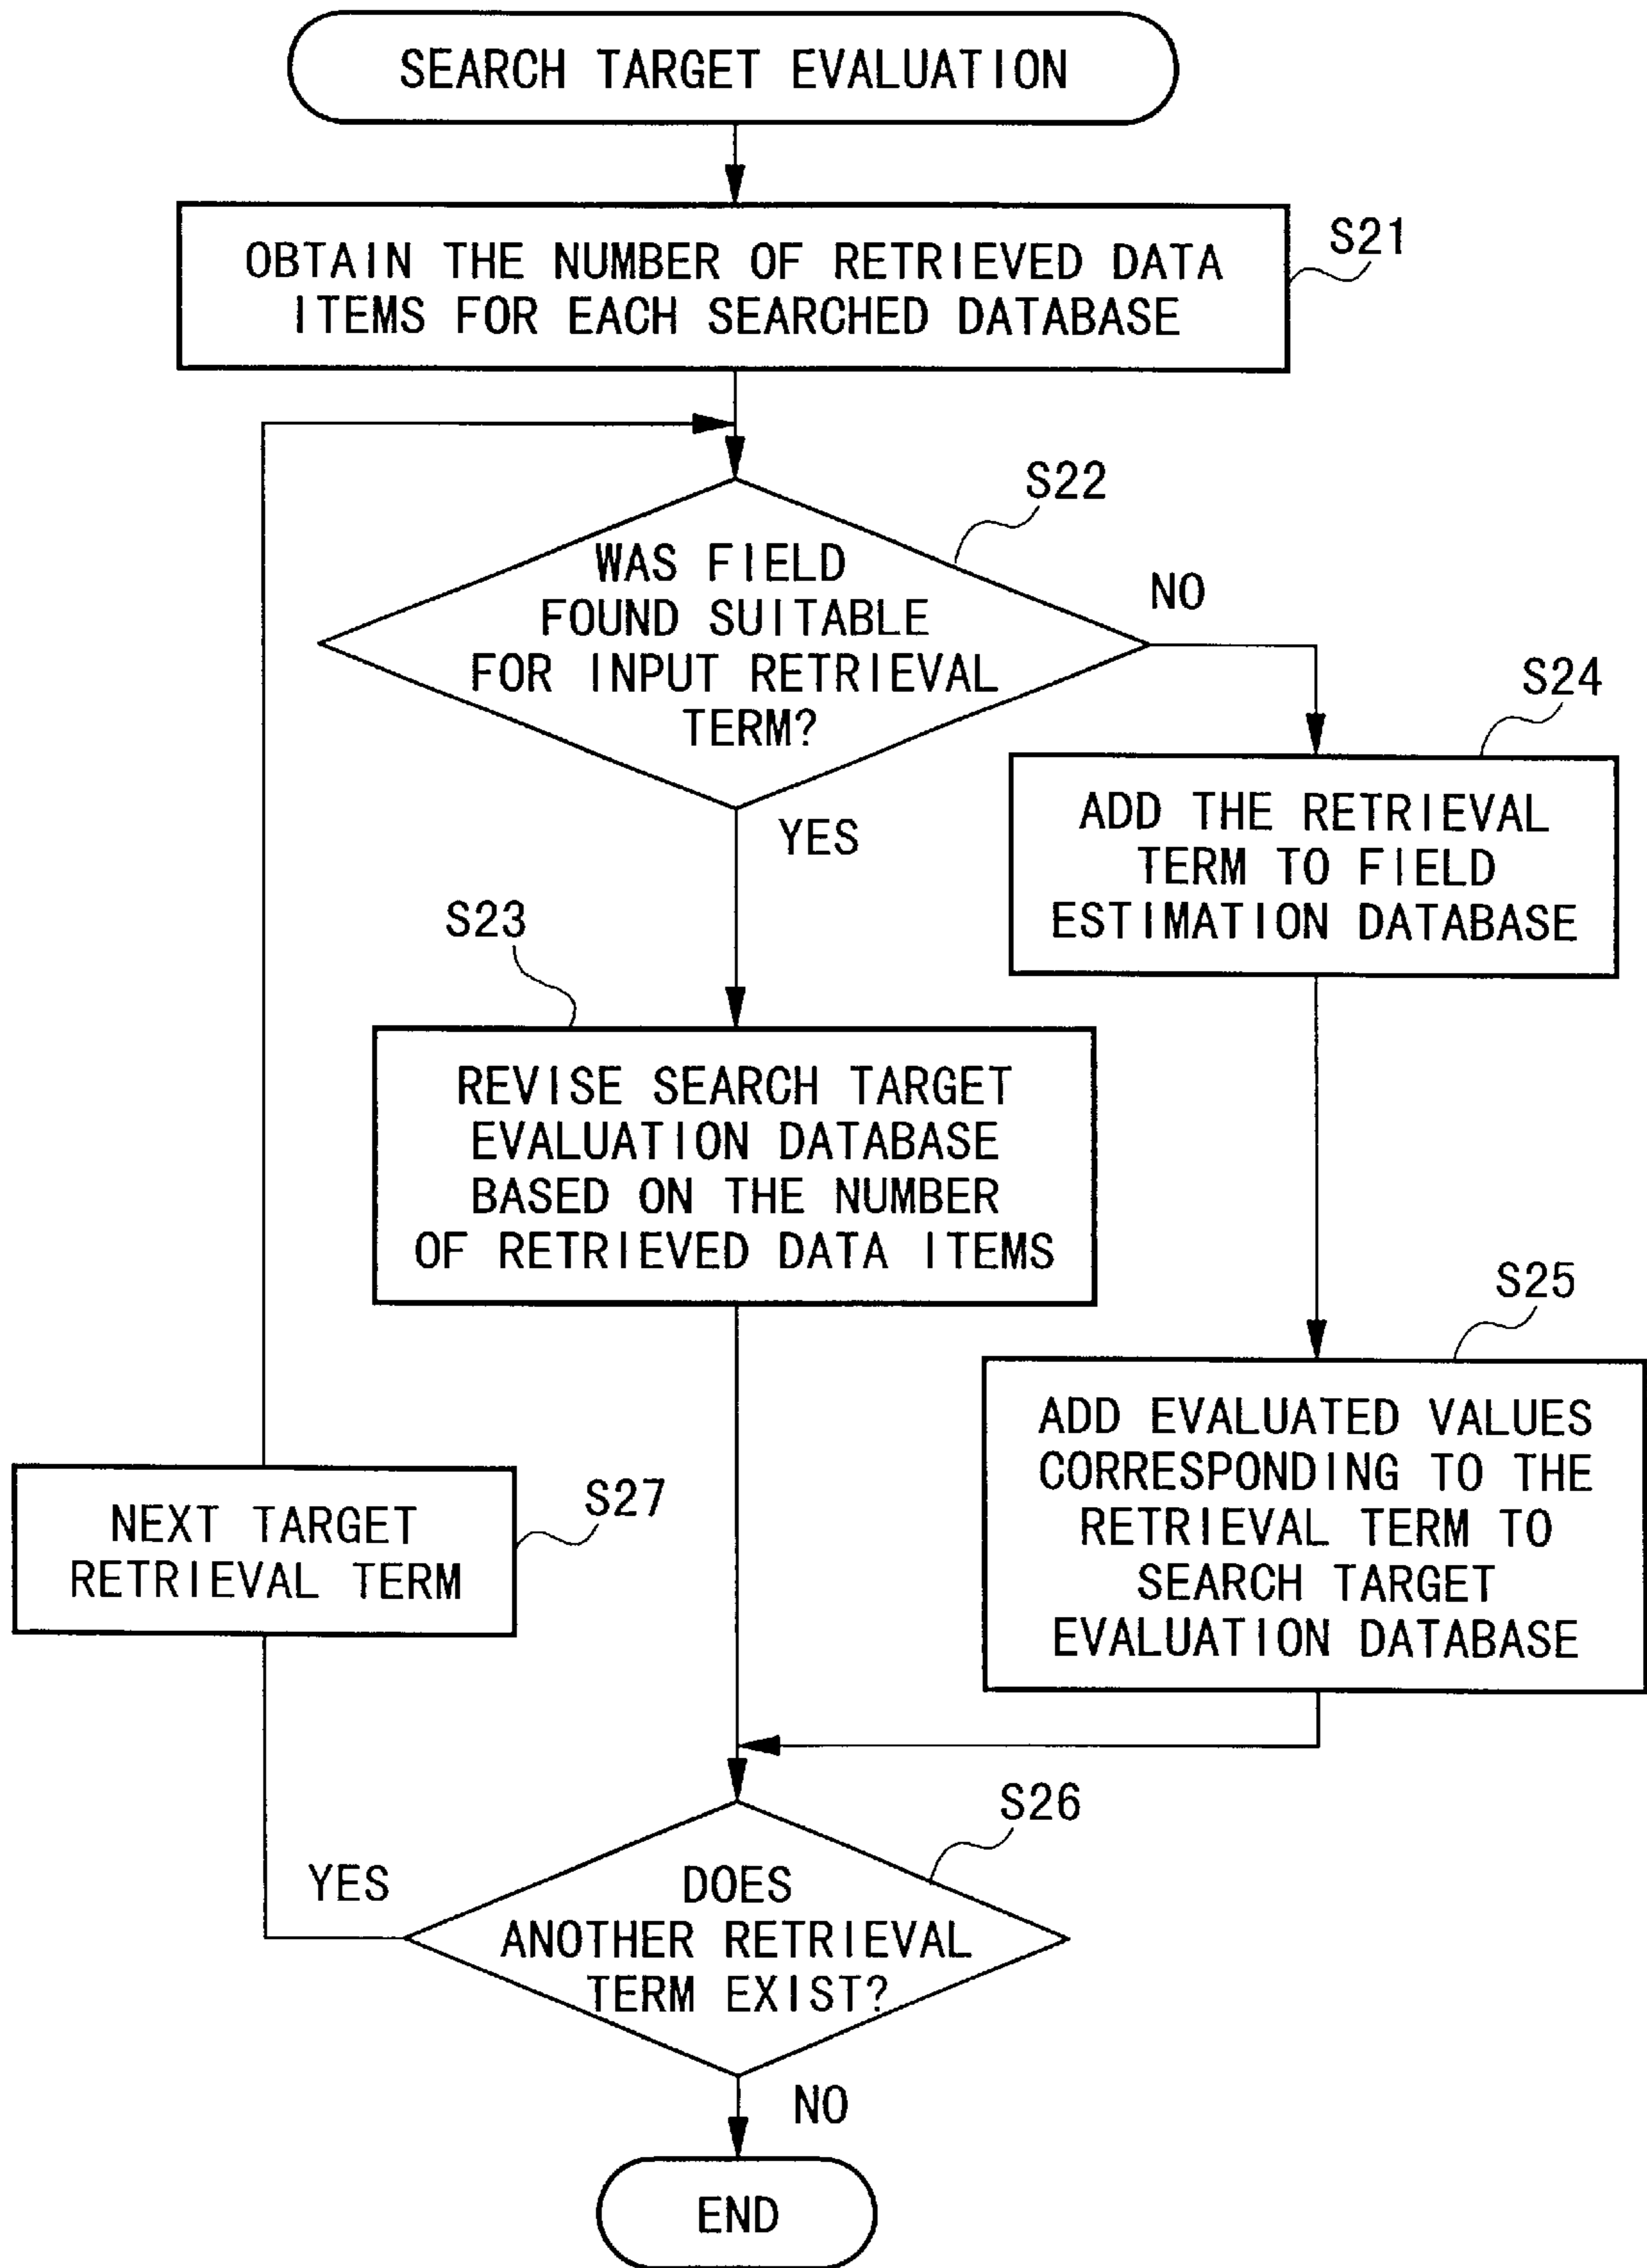 SEARCH TARGET EVALUATION
S21
OBTAIN THE NUMBER OF RETRIEVED DATA
ITEMS FOR EACH SEARCHED DATABASE
S22
WAS FIELD
FOUND SUITABLE
FOR INPUT RETRIEVAL
TERM?
NO
YES
S24
ADD THE RETRIEVAL
TERM TO FIELD
ESTIMATION DATABASE
S23
REVISE SEARCH TARGET
EVALUATION DATABASE
BASED ON THE NUMBER
OF RETRIEVED DATA ITEMS
S25
ADD EVALUATED VALUES
CORRESPONDING TO THE
RETRIEVAL TERM TO
SEARCH TARGET
EVALUATION DATABASE
S27
NEXT TARGET
RETRIEVAL TERM
S26
YES
DOES
ANOTHER RETRIEVAL
TERM EXIST?
NO
END